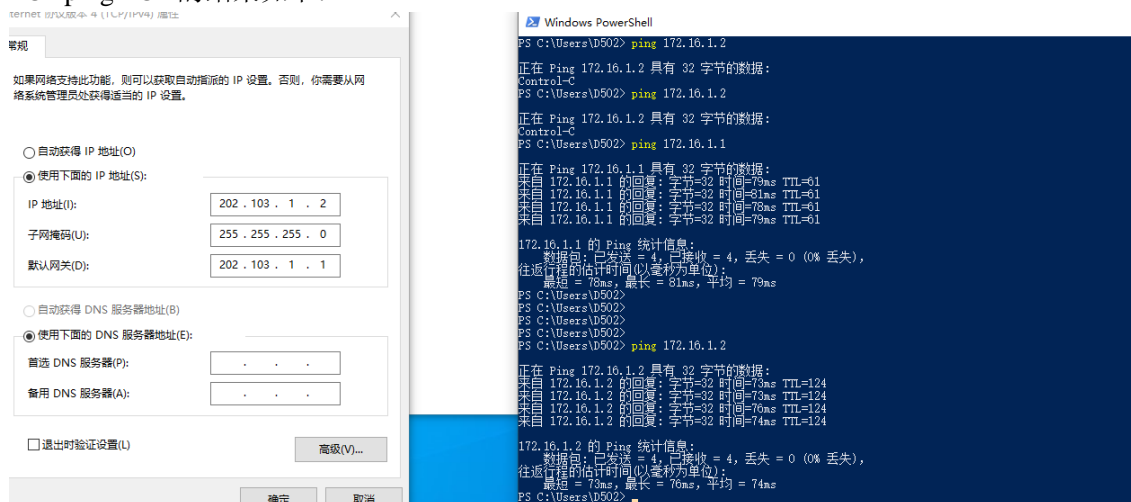 ternet 协议版本 4 (TCP/IPv4) 属性
常规
如果网络支持此功能，则可以获取自动指派的 IP 设置。否则，你需要从网
络系统管理员处获得适当的 IP 设置。
自动获得 IP 地址(O)
使用下面的 IP 地址(S):
IP 地址(I): 202 . 103 . 1 . 2
子网掩码(U): 255 . 255 . 255 . 0
默认网关(D): 202 . 103 . 1 . 1
自动获得 DNS 服务器地址(B)
使用下面的 DNS 服务器地址(E):
首选 DNS 服务器(P): . . .
备用 DNS 服务器(A): . . .
退出时验证设置(L)
高级(V)...
确定 取消
Windows PowerShell
PS C:\Users\D502> ping 172.16.1.2
正在 Ping 172.16.1.2 具有 32 字节的数据:
Control-C
PS C:\Users\D502> ping 172.16.1.2
正在 Ping 172.16.1.2 具有 32 字节的数据:
Control-C
PS C:\Users\D502> ping 172.16.1.1
正在 Ping 172.16.1.1 具有 32 字节的数据:
来自 172.16.1.1 的回复: 字节=32 时间=79ms TTL=61
来自 172.16.1.1 的回复: 字节=32 时间=81ms TTL=61
来自 172.16.1.1 的回复: 字节=32 时间=78ms TTL=61
来自 172.16.1.1 的回复: 字节=32 时间=79ms TTL=61
172.16.1.1 的 Ping 统计信息:
数据包: 已发送 = 4，已接收 = 4，丢失 = 0 (0% 丢失)，
往返行程的估计时间(以毫秒为单位):
最短 = 78ms，最长 = 81ms，平均 = 79ms
PS C:\Users\D502>
PS C:\Users\D502>
PS C:\Users\D502>
PS C:\Users\D502>
PS C:\Users\D502> ping 172.16.1.2
正在 Ping 172.16.1.2 具有 32 字节的数据:
来自 172.16.1.2 的回复: 字节=32 时间=73ms TTL=124
来自 172.16.1.2 的回复: 字节=32 时间=73ms TTL=124
来自 172.16.1.2 的回复: 字节=32 时间=76ms TTL=124
来自 172.16.1.2 的回复: 字节=32 时间=74ms TTL=124
172.16.1.2 的 Ping 统计信息:
数据包: 已发送 = 4，已接收 = 4，丢失 = 0 (0% 丢失)，
往返行程的估计时间(以毫秒为单位):
最短 = 73ms，最长 = 76ms，平均 = 74ms
PS C:\Users\D502>